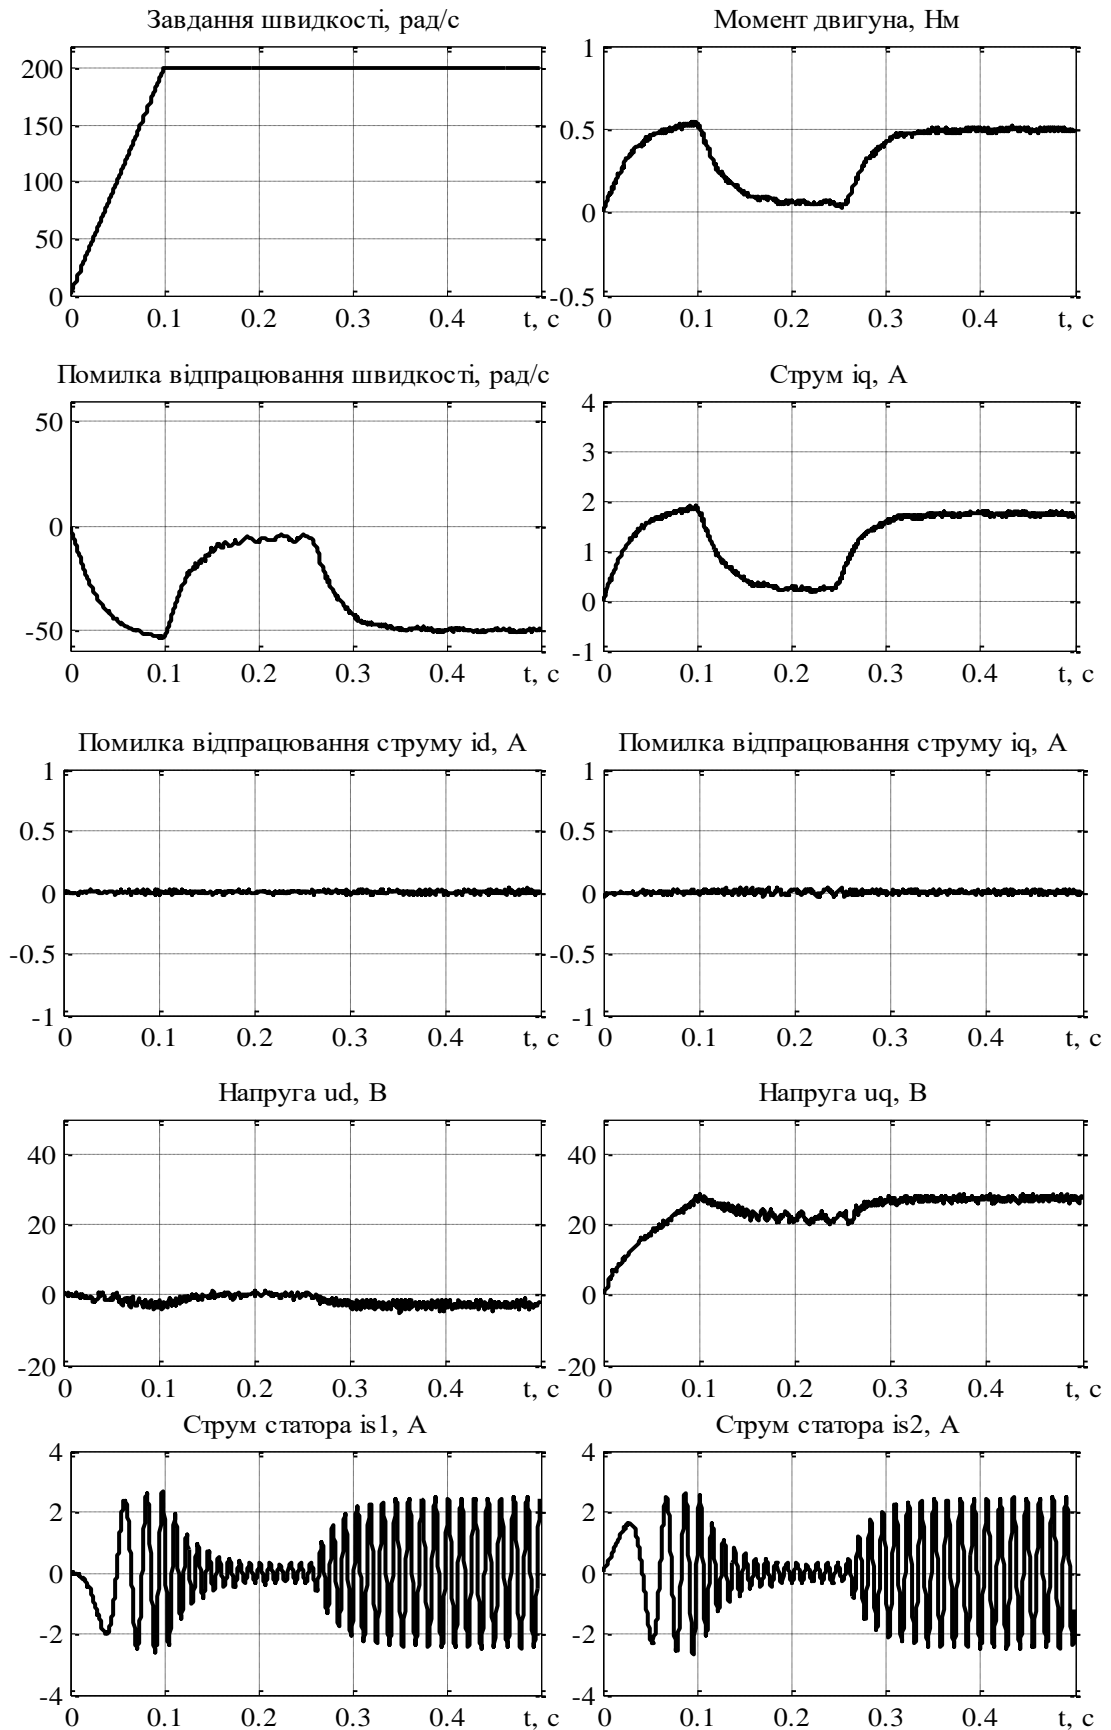 Завдання швидкості, рад/с
Момент двигуна, Нм
200
150
100
50
0
0 0.1 0.2 0.3 0.4 t, с
1
0.5
0
-0.5
0 0.1 0.2 0.3 0.4 t, с
Помилка відпрацювання швидкості, рад/с
Струм iq, А
50
0
-50
0 0.1 0.2 0.3 0.4 t, с
4
3
2
1
0
-1
0 0.1 0.2 0.3 0.4 t, с
Помилка відпрацювання струму id, А
Помилка відпрацювання струму iq, А
1
0.5
0
-0.5
-1
0 0.1 0.2 0.3 0.4 t, с
1
0.5
0
-0.5
-1
0 0.1 0.2 0.3 0.4 t, с
Напруга ud, В
Напруга uq, В
40
20
0
-20
0 0.1 0.2 0.3 0.4 t, с
40
20
0
-20
0 0.1 0.2 0.3 0.4 t, с
Струм статора is1, А
Струм статора is2, А
4
2
0
-2
-4
0 0.1 0.2 0.3 0.4 t, с
4
2
0
-2
-4
0 0.1 0.2 0.3 0.4 t, с